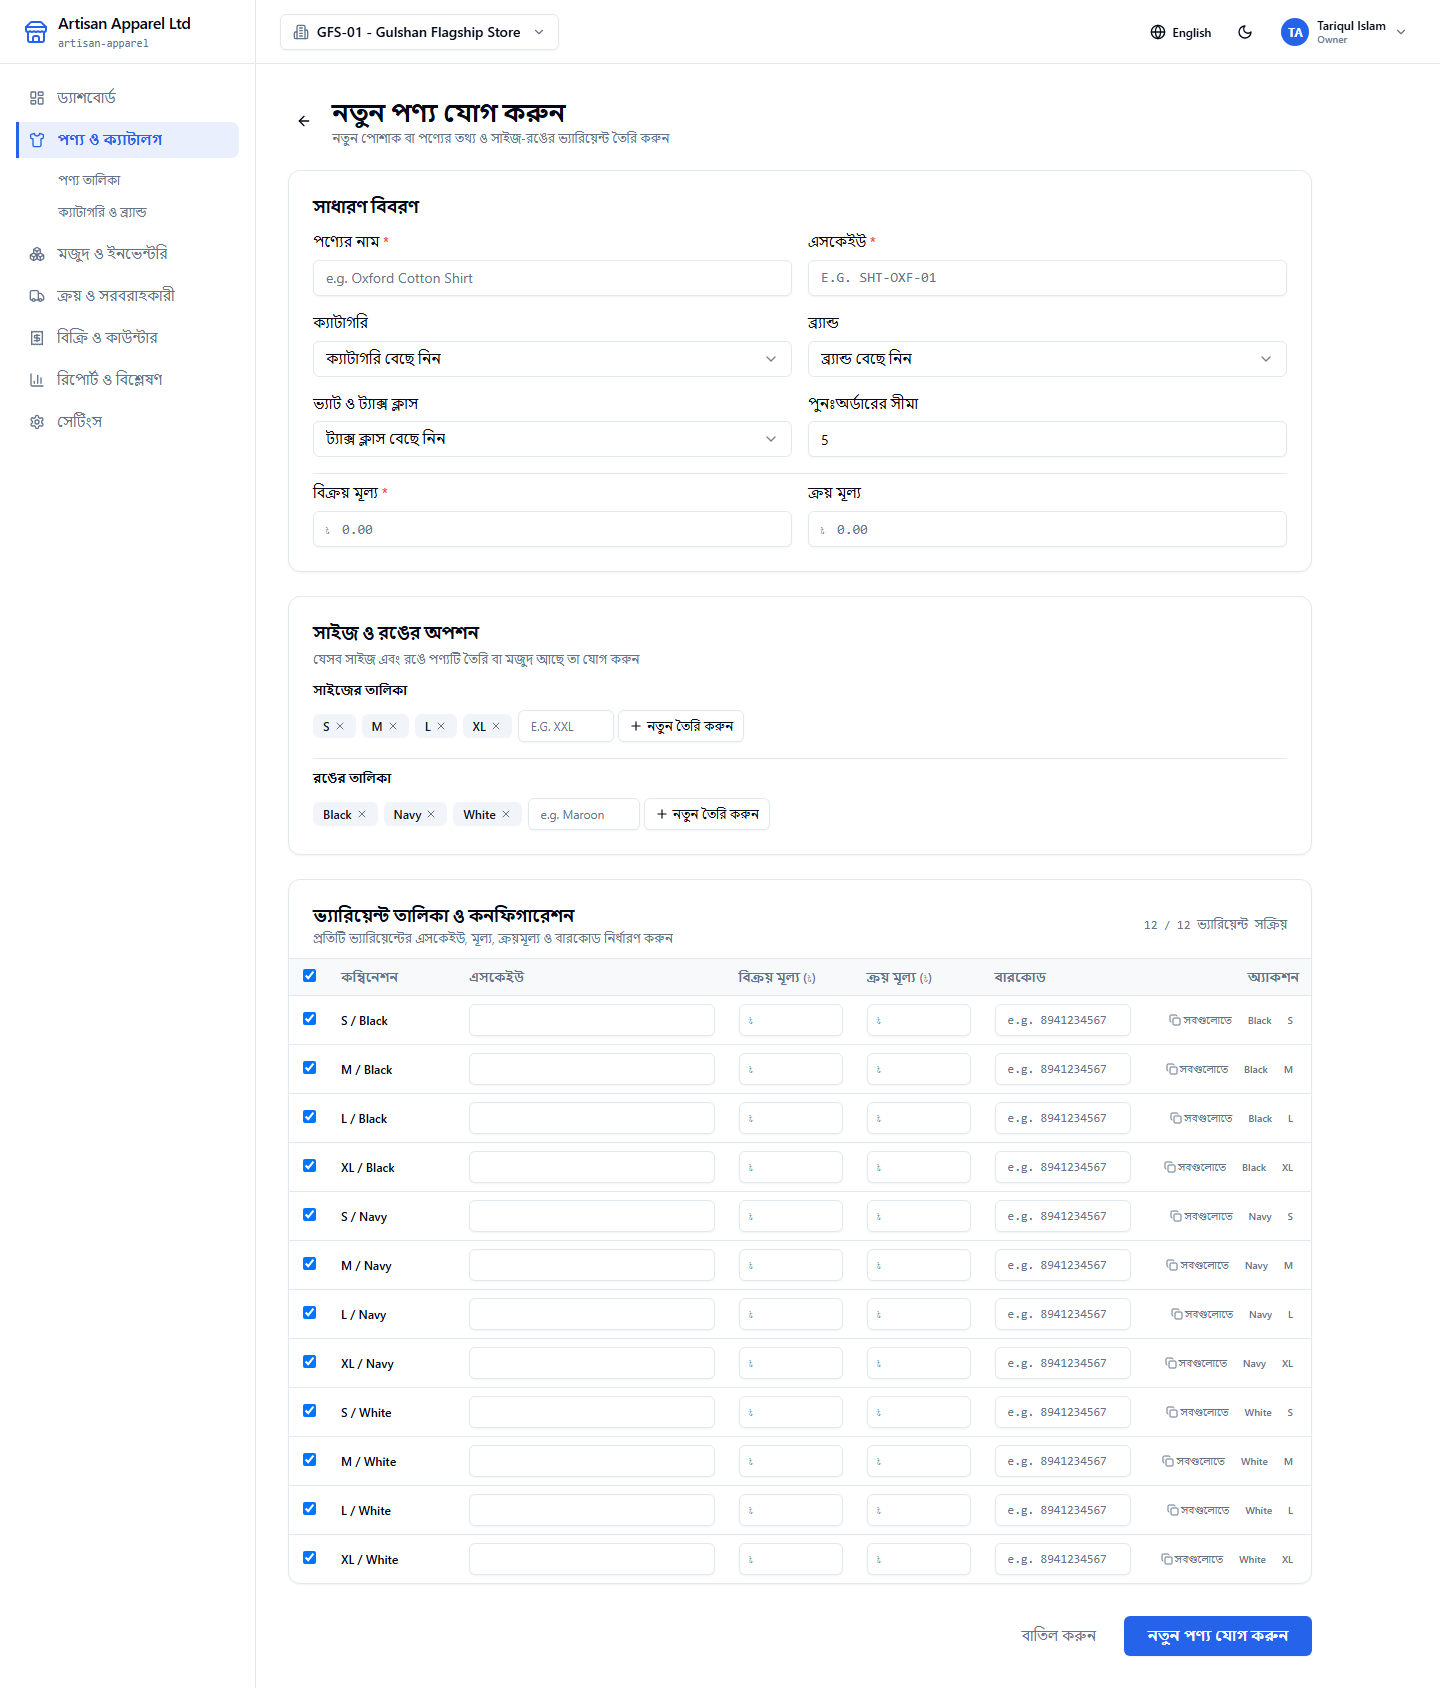 Artisan Apparel Ltd
artisan-apparel
GFS-01 - Gulshan Flagship Store
English
TA
Tariqul Islam
Owner
ড্যাশবোর্ড
পণ্য ও ক্যাটালগ
পণ্য তালিকা
ক্যাটাগরি ও ব্র্যান্ড
মজুদ ও ইনভেন্টরি
ক্রয় ও সরবরাহকারী
বিক্রি ও কাউন্টার
রিপোর্ট ও বিশ্লেষণ
সেটিংস
নতুন পণ্য যোগ করুন
নতুন পোশাক বা পণ্যের তথ্য ও সাইজ-রঙের ভ্যারিয়েন্ট তৈরি করুন
সাধারণ বিবরণ
পণ্যের নাম *
এসকেইউ *
e.g. Oxford Cotton Shirt
E.G. SHT-OXF-01
ক্যাটাগরি
ব্র্যান্ড
ক্যাটাগরি বেছে নিন
ব্র্যান্ড বেছে নিন
ভ্যাট ও ট্যাক্স ক্লাস
পুনঃঅর্ডারের সীমা
ট্যাক্স ক্লাস বেছে নিন
5
বিক্রয় মূল্য *
ক্রয় মূল্য
৳ 0.00
৳ 0.00
সাইজ ও রঙের অপশন
যেসব সাইজ এবং রঙে পণ্যটি তৈরি বা মজুদ আছে তা যোগ করুন
সাইজের তালিকা
S M L XL E.G. XXL + নতুন তৈরি করুন
রঙের তালিকা
Black Navy White e.g. Maroon + নতুন তৈরি করুন
ভ্যারিয়েন্ট তালিকা ও কনফিগারেশন
প্রতিটি ভ্যারিয়েন্টের এসকেইউ, মূল্য, ক্রয়মূল্য ও বারকোড নির্ধারণ করুন
12 / 12 ভ্যারিয়েন্ট সক্রিয়
কম্বিনেশন এসকেইউ বিক্রয় মূল্য (৳) ক্রয় মূল্য (৳) বারকোড অ্যাকশন
S / Black ৳ ৳ e.g. 8941234567 সবগুলোতে Black S
M / Black ৳ ৳ e.g. 8941234567 সবগুলোতে Black M
L / Black ৳ ৳ e.g. 8941234567 সবগুলোতে Black L
XL / Black ৳ ৳ e.g. 8941234567 সবগুলোতে Black XL
S / Navy ৳ ৳ e.g. 8941234567 সবগুলোতে Navy S
M / Navy ৳ ৳ e.g. 8941234567 সবগুলোতে Navy M
L / Navy ৳ ৳ e.g. 8941234567 সবগুলোতে Navy L
XL / Navy ৳ ৳ e.g. 8941234567 সবগুলোতে Navy XL
S / White ৳ ৳ e.g. 8941234567 সবগুলোতে White S
M / White ৳ ৳ e.g. 8941234567 সবগুলোতে White M
L / White ৳ ৳ e.g. 8941234567 সবগুলোতে White L
XL / White ৳ ৳ e.g. 8941234567 সবগুলোতে White XL
বাতিল করুন
নতুন পণ্য যোগ করুন